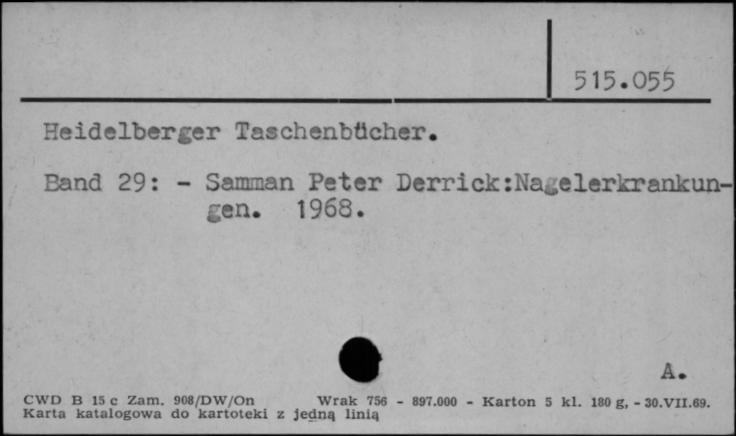 515.055
Heidelberger Taschenbücher.
Band 29: - Samman Peter Derrick:Nagelerkrankun-
gen. 1968.
A.
CWD B 15 c Zam. 908/DW/On Wrak 756 - 897.000 - Karton 5 kl. 180 g, - 30.VII.69.
Karta katalogowa do kartoteki z jedną linią